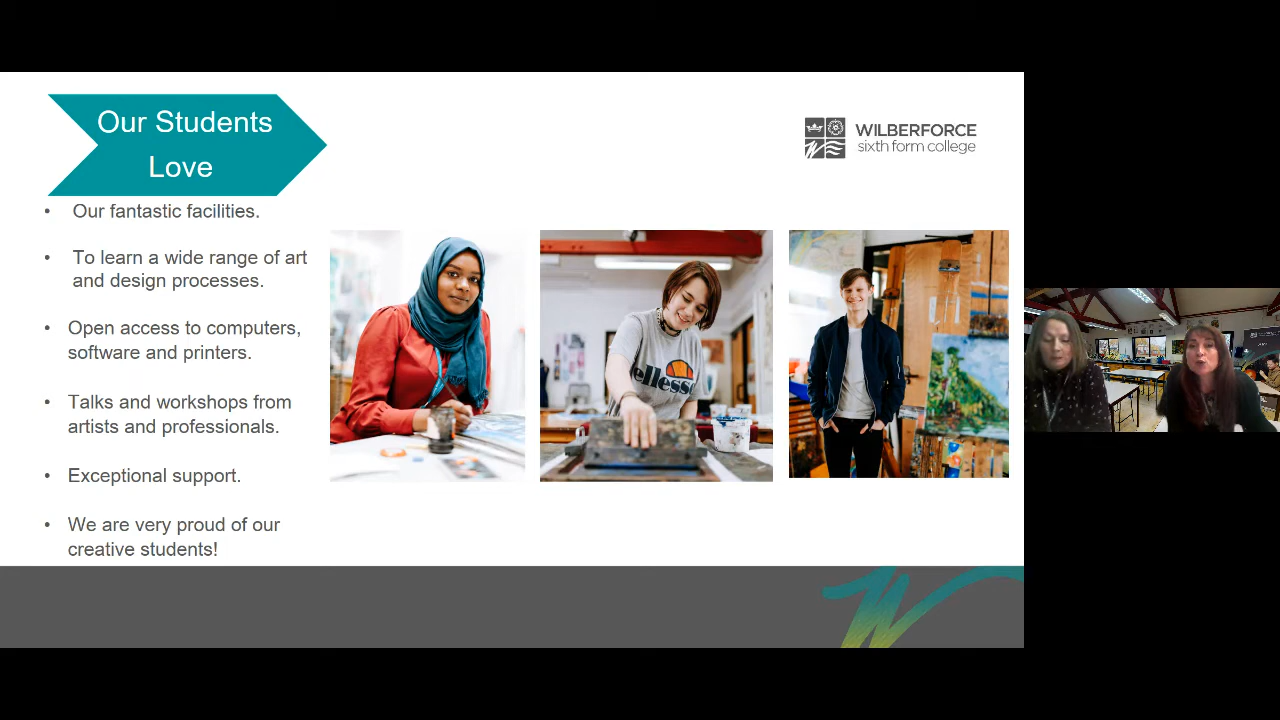 Our Students
Love
WILBERFORCE
sixth form college
• Our fantastic facilities.
• To learn a wide range of art
and design processes.
• Open access to computers,
software and printers.
• Talks and workshops from
artists and professionals.
• Exceptional support.
• We are very proud of our
creative students!
ellesse